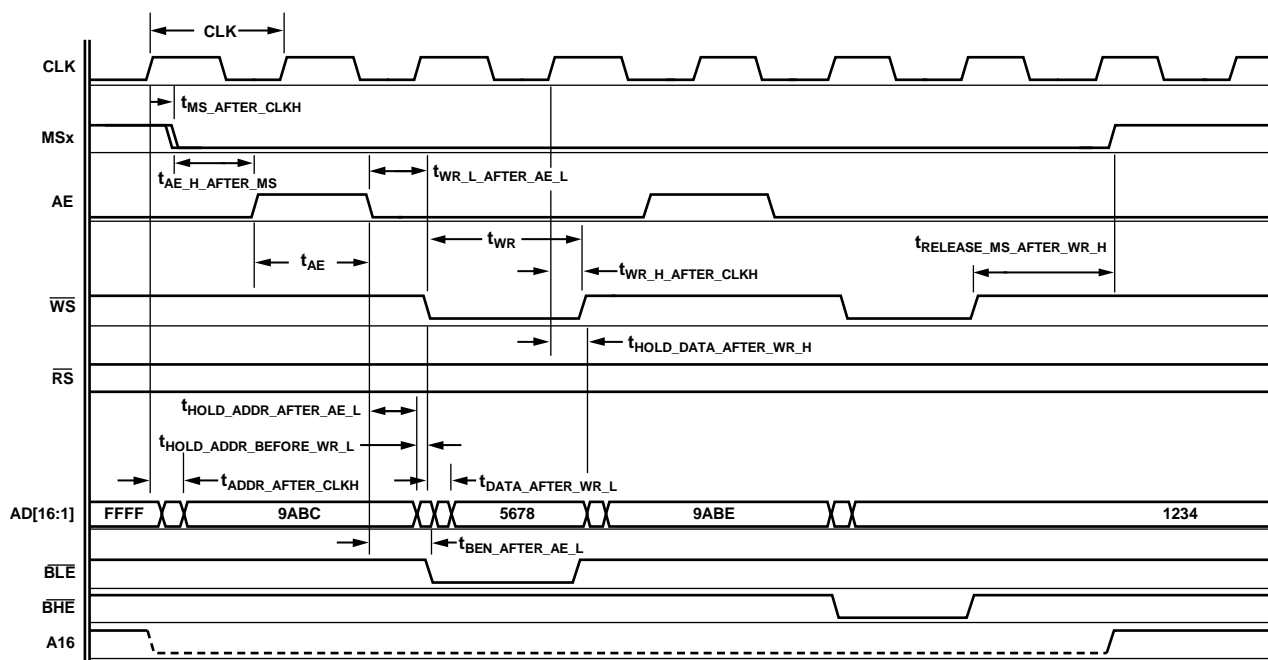 CLK
CLK
tMS_AFTER_CLKH
MSx
tAE_H_AFTER_MS
tWR_L_AFTER_AE_L
AE
tWR
tRELEASE_MS_AFTER_WR_H
tAE
tWR_H_AFTER_CLKH
WS
tHOLD_DATA_AFTER_WR_H
RS
tHOLD_ADDR_AFTER_AE_L
tHOLD_ADDR_BEFORE_WR_L
tADDR_AFTER_CLKH
tDATA_AFTER_WR_L
AD[16:1] FFFF 9ABC 5678 9ABE 1234
tBEN_AFTER_AE_L
BLE
BHE
A16